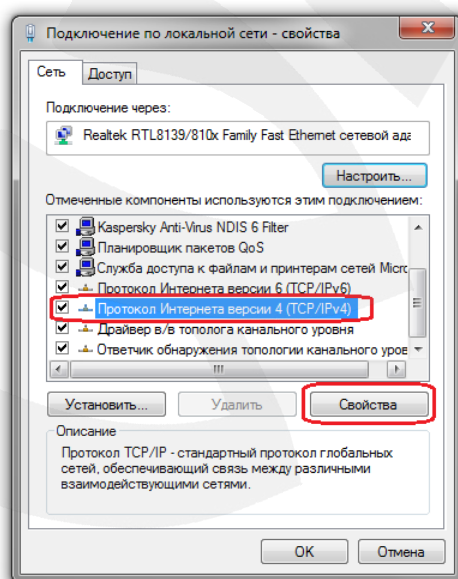 Подключение по локальной сети - свойства
Сеть
Доступ
Подключение через:
Realtek RTL8139/810x Family Fast Ethernet сетевой ада
Настроить...
Отмеченные компоненты используются этим подключением:
Kaspersky Anti-Virus NDIS 6 Filter
Планировщик пакетов QoS
Служба доступа к файлам и принтерам сетей Micro
Протокол Интернета версии 6 (TCP/IPv6)
Протокол Интернета версии 4 (TCP/IPv4)
Драйвер в/в тополога канального уровня
Ответчик обнаружения топологии канального уров
Установить...
Удалить
Свойства
Описание
Протокол TCP/IP - стандартный протокол глобальных
сетей, обеспечивающий связь между различными
взаимодействующими сетями.
OK
Отмена